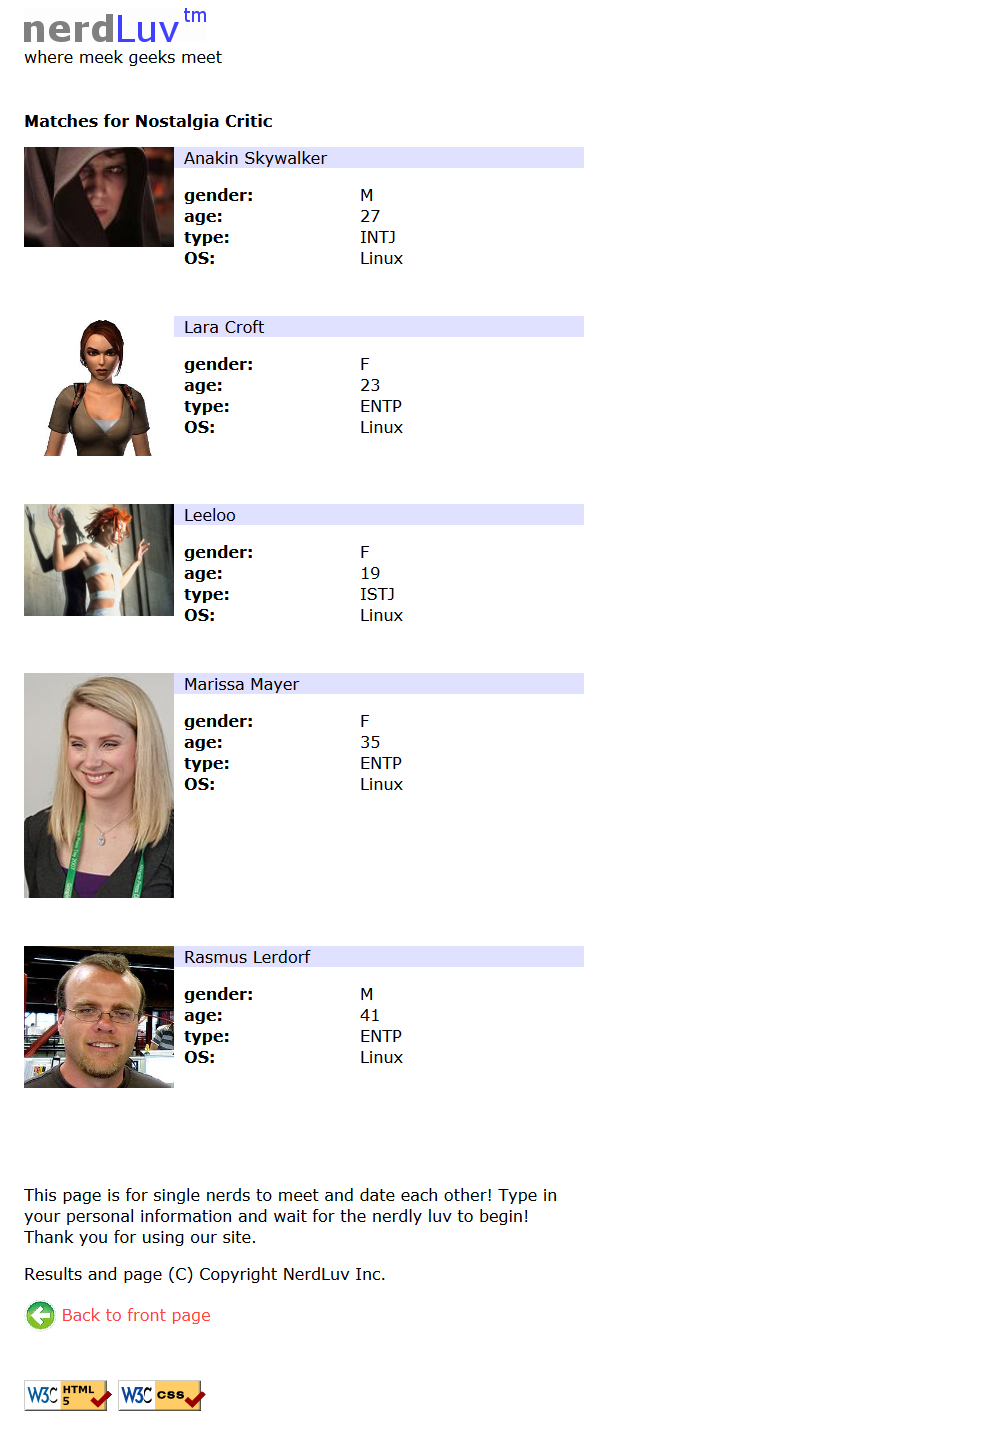 nerdLuv tm
where meek geeks meet
Matches for Nostalgia Critic
Anakin Skywalker
gender: M
age: 27
type: INTJ
OS: Linux
Lara Croft
gender: F
age: 23
type: ENTP
OS: Linux
Leeloo
gender: F
age: 19
type: ISTJ
OS: Linux
Marissa Mayer
gender: F
age: 35
type: ENTP
OS: Linux
Rasmus Lerdorf
gender: M
age: 41
type: ENTP
OS: Linux
This page is for single nerds to meet and date each other! Type in
your personal information and wait for the nerdly luv to begin!
Thank you for using our site.
Results and page (C) Copyright NerdLuv Inc.
Back to front page
W3C HTML 5
W3C css